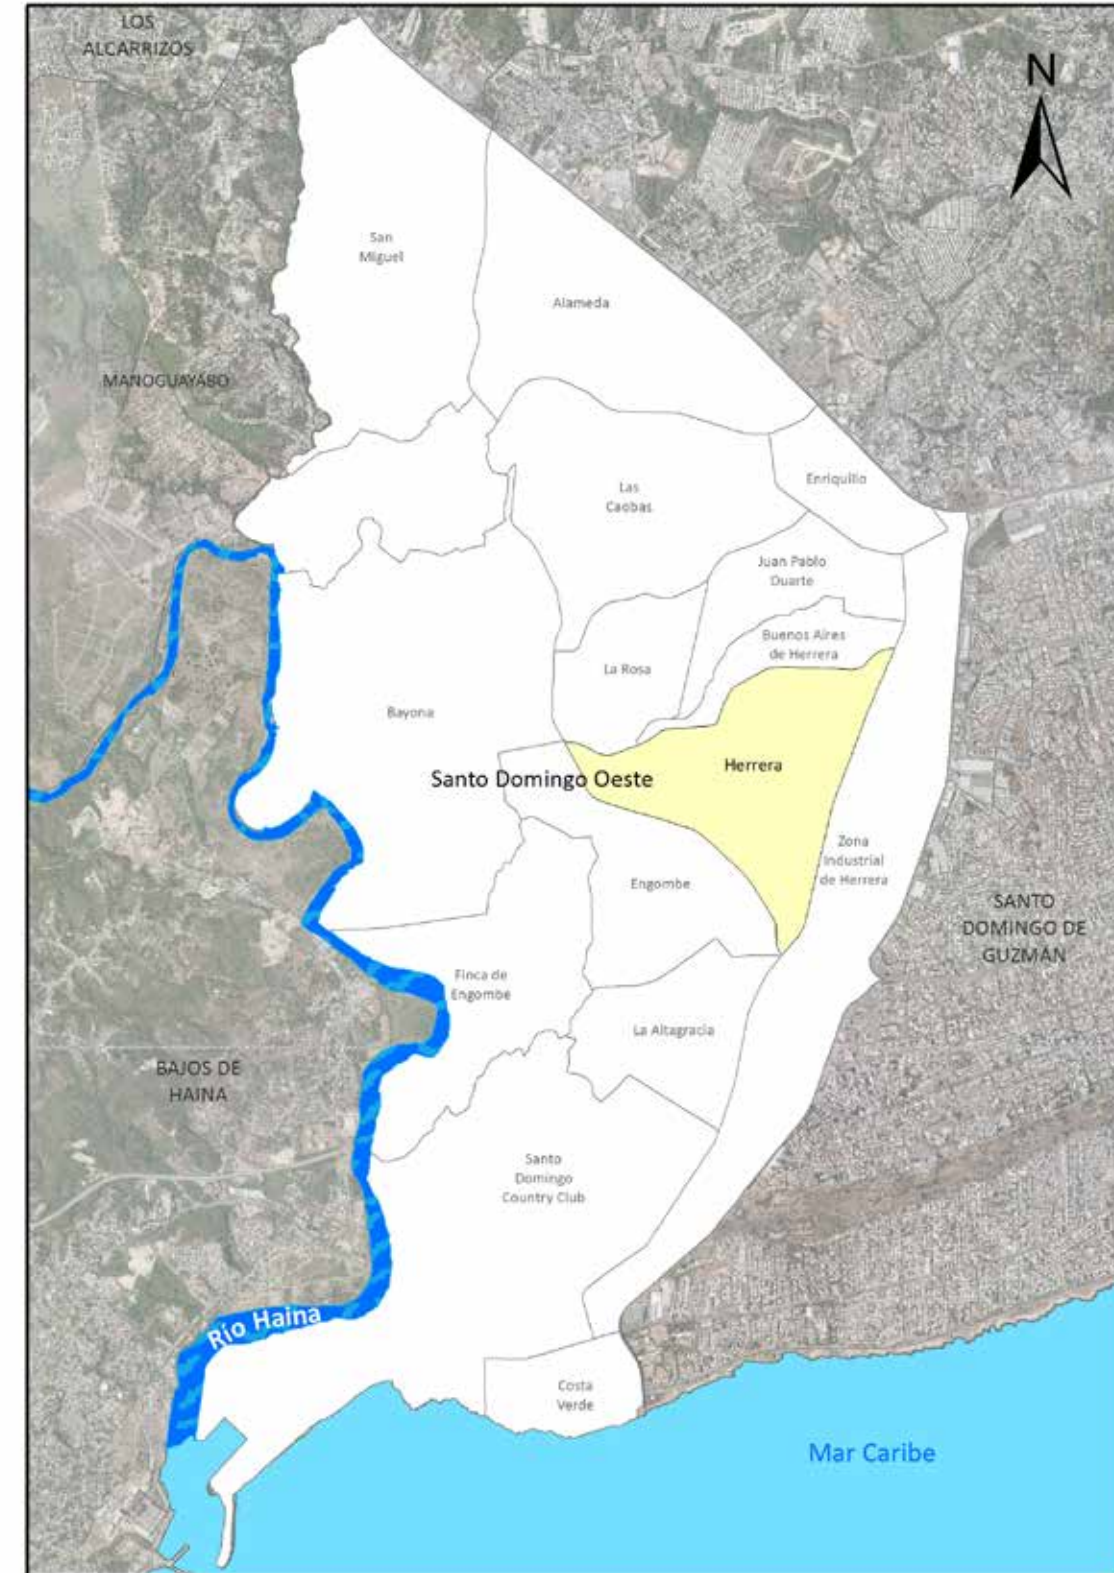 LOS
ALCARRIZOS
N
San
Miguel
Alameda
MANOGUAYABO
Las
Caobas
Enriquillo
Juan Pablo
Duarte
Buenos Aires
de Herrera
La Rosa
Bayona
Herrera
Santo Domingo Oeste
Zona
Industrial
de Herrera
Engombe
SANTO
DOMINGO DE
GUZMÁN
Finca de
Engombe
La Altagracia
BAJOS DE
HAINA
Santo
Domingo
Country Club
Río Haina
Costa
Verde
Mar Caribe